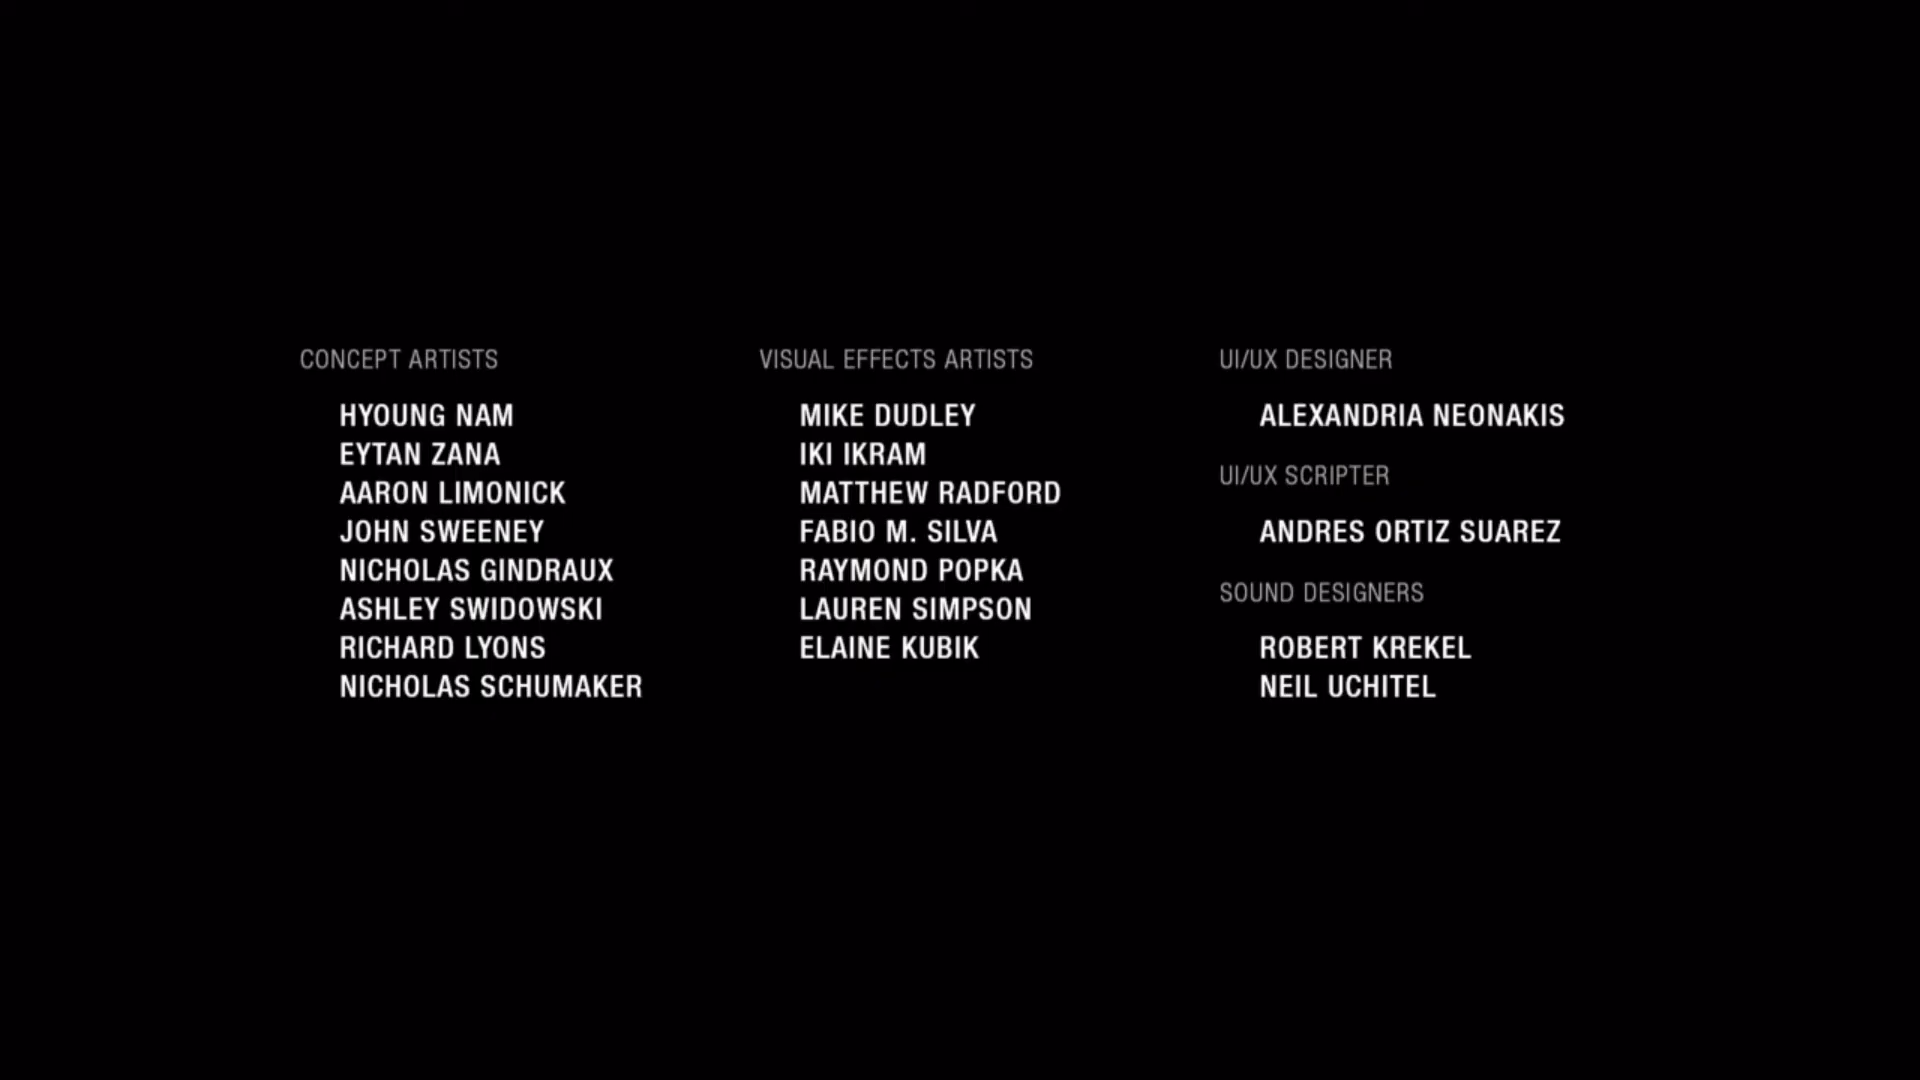 CONCEPT ARTISTS
HYOUNG NAM
EYTAN ZANA
AARON LIMONICK
JOHN SWEENEY
NICHOLAS GINDRAUX
ASHLEY SWIDOWSKI
RICHARD LYONS
NICHOLAS SCHUMAKER
VISUAL EFFECTS ARTISTS
MIKE DUDLEY
IKI IKRAM
MATTHEW RADFORD
FABIO M. SILVA
RAYMOND POPKA
LAUREN SIMPSON
ELAINE KUBIK
UI/UX DESIGNER
ALEXANDRIA NEONAKIS
UI/UX SCRIPTER
ANDRES ORTIZ SUAREZ
SOUND DESIGNERS
ROBERT KREKEL
NEIL UCHITEL